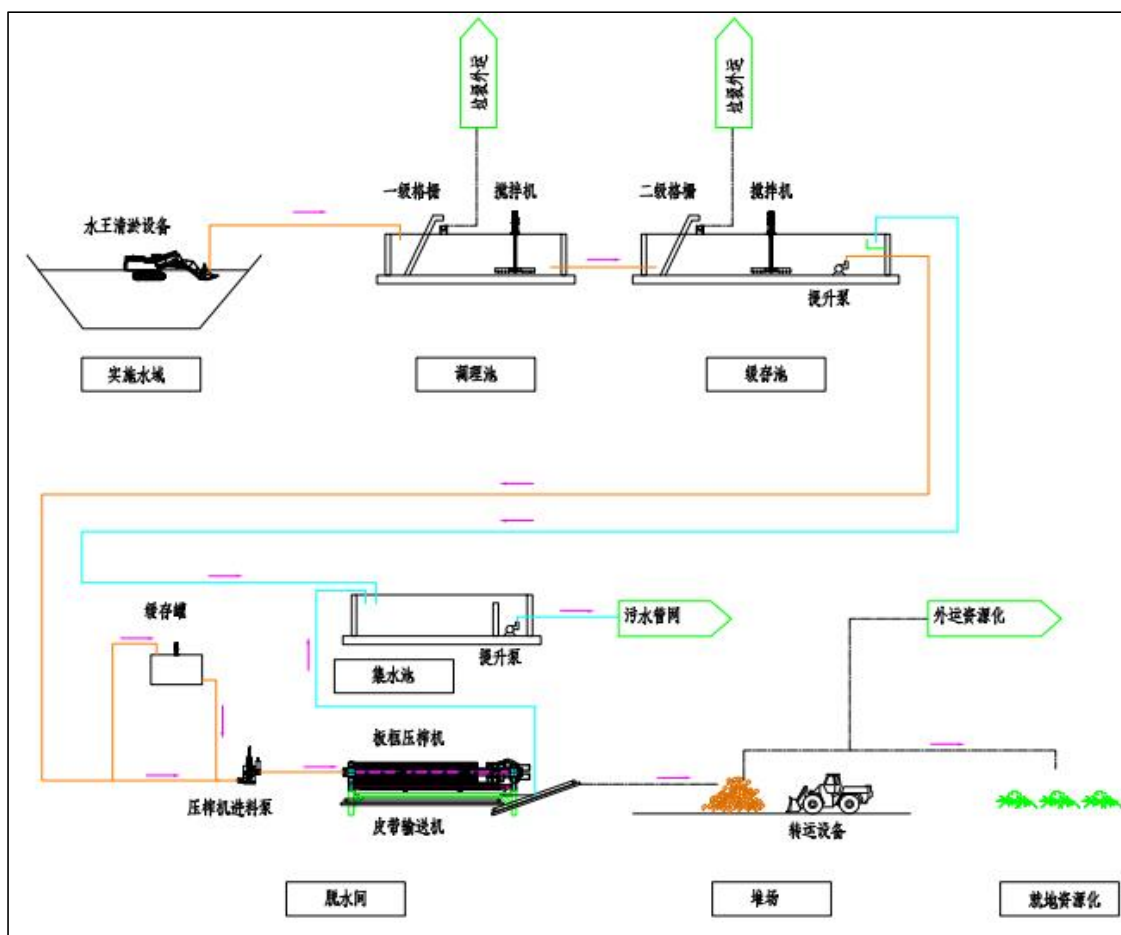 垃圾外运
垃圾外运
一级格栅
搅拌机
二级格栅
搅拌机
水王清淤设备
提升泵
实施水域
调理池
缓存池
缓存罐
污水管网
外运资源化
提升泵
集水池
板框压榨机
压榨机进料泵
皮带输送机
转运设备
脱水间
堆场
就地资源化